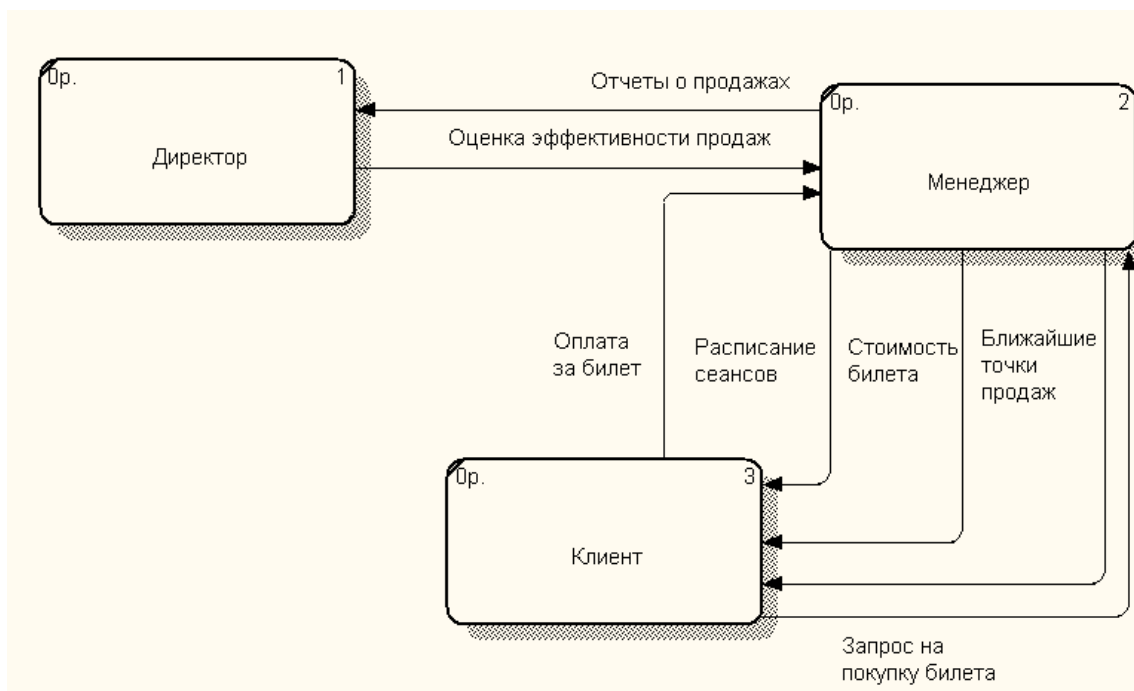 0р.
1
Директор
Отчеты о продажах
Оценка эффективности продаж
0р.
2
Менеджер
Оплата
за билет
Расписание
сеансов
Стоимость
билета
Ближайшие
точки
продаж
0р.
3
Клиент
Запрос на
покупку билета